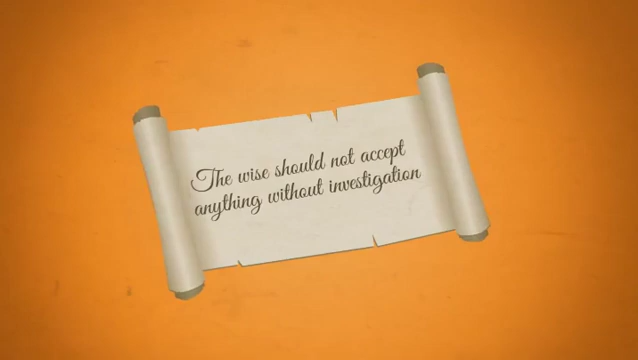 The wise should not accept
anything without investigation